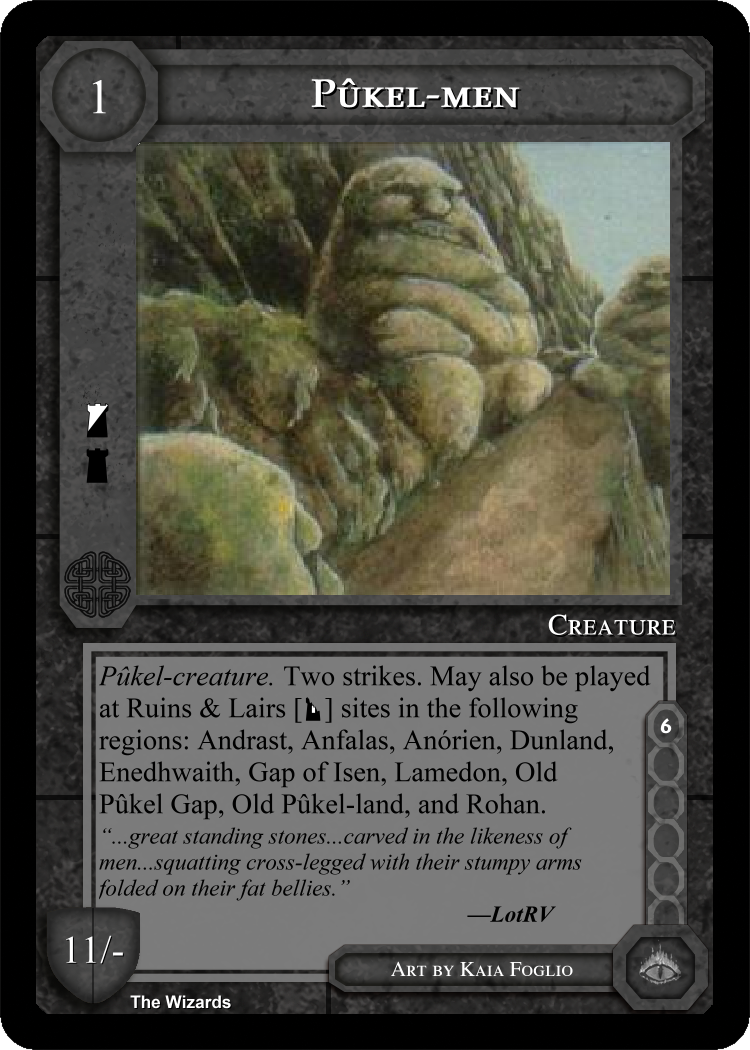 1
Pûkel-men
Creature
Pûkel-creature. Two strikes. May also be played
at Ruins & Lairs [ ] sites in the following
regions: Andrast, Anfalas, Anórien, Dunland,
Enedhwaith, Gap of Isen, Lamedon, Old
Pûkel Gap, Old Pûkel-land, and Rohan.
6
“...great standing stones...carved in the likeness of
men...squatting cross-legged with their stumpy arms
folded on their fat bellies.”
—LotRV
11/-
Art by Kaia Foglio
The Wizards